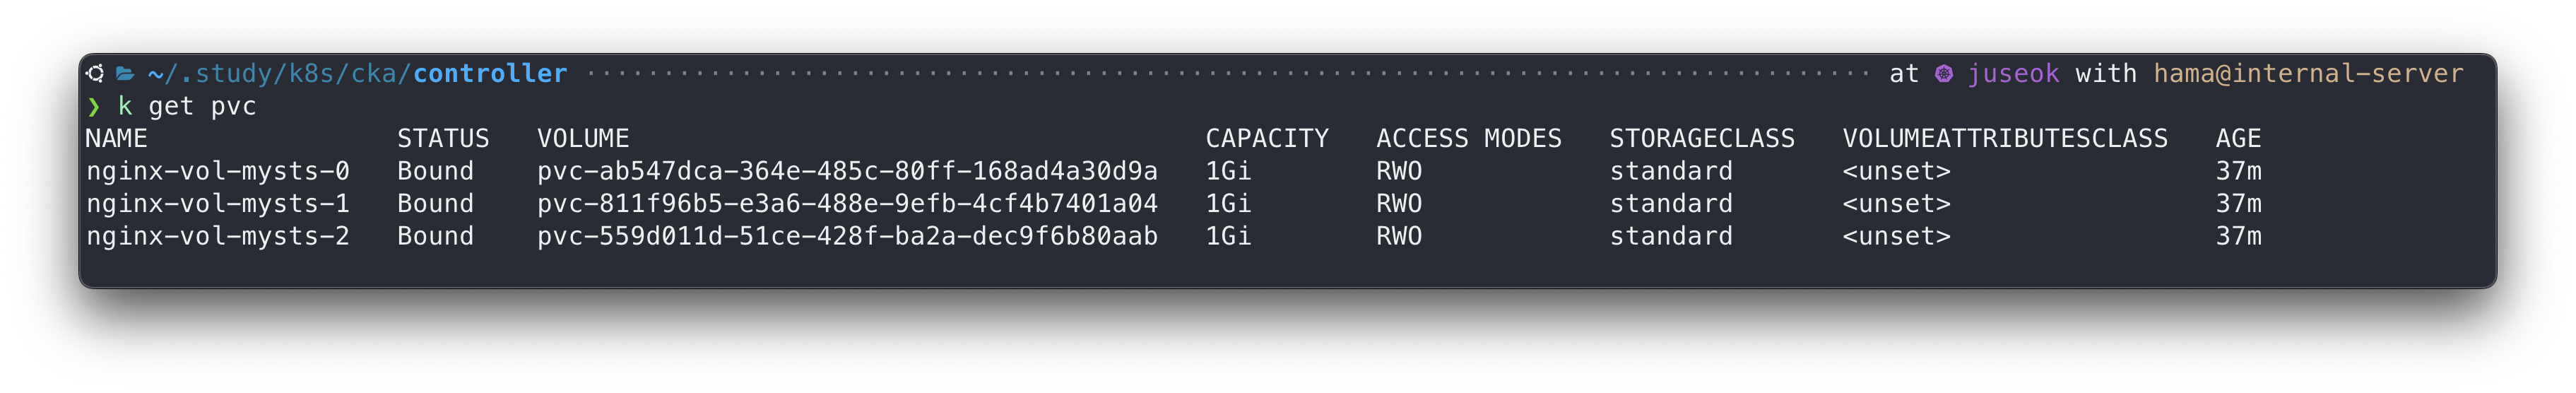 ~/.study/k8s/cka/controller ···················································································· at juseok with hama@internal-server
❯ k get pvc
NAME STATUS VOLUME CAPACITY ACCESS MODES STORAGECLASS VOLUMEATTRIBUTESCLASS AGE
nginx-vol-mysts-0 Bound pvc-ab547dca-364e-485c-80ff-168ad4a30d9a 1Gi RWO standard <unset> 37m
nginx-vol-mysts-1 Bound pvc-811f96b5-e3a6-488e-9efb-4cf4b7401a04 1Gi RWO standard <unset> 37m
nginx-vol-mysts-2 Bound pvc-559d011d-51ce-428f-ba2a-dec9f6b80aab 1Gi RWO standard <unset> 37m